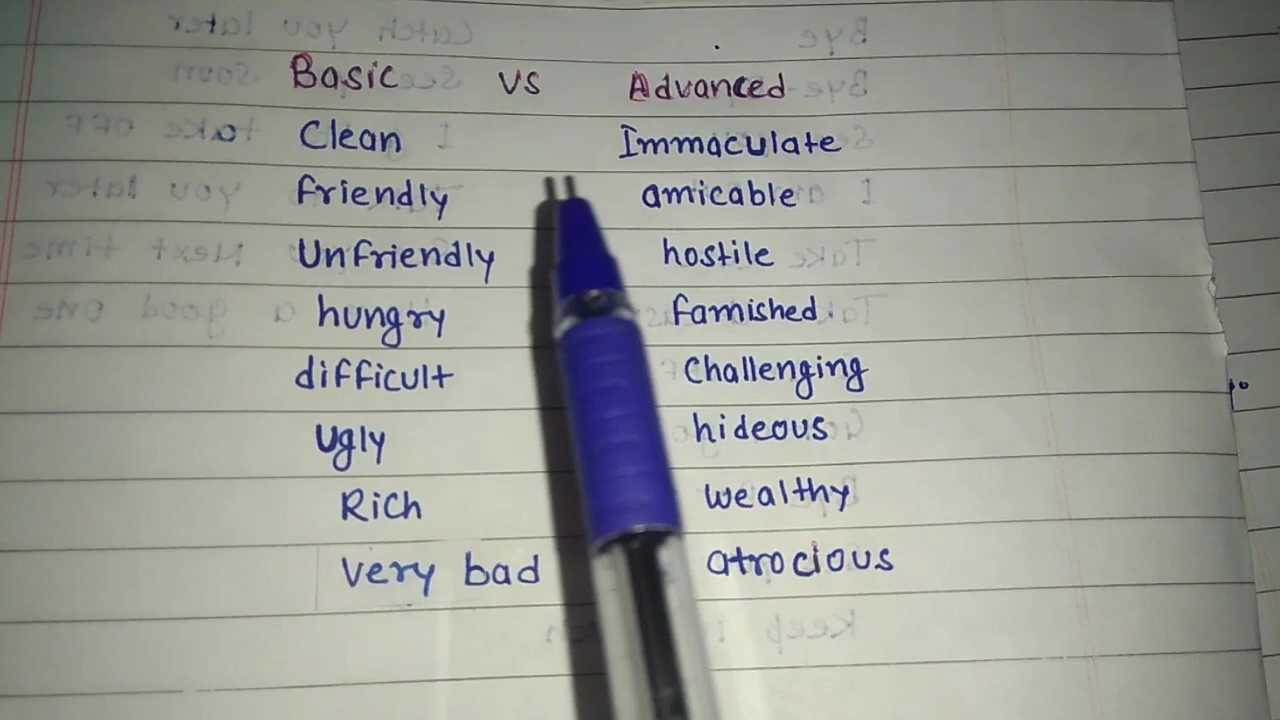 Basic vs Advanced
Clean Immaculate
friendly amicable
Unfriendly hostile
hungry famished
difficult Challenging
Ugly hideous
Rich wealthy
very bad atrocious